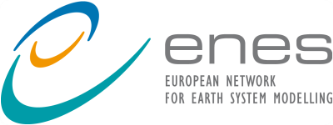 enes
EUROPEAN NETWORK
FOR EARTH SYSTEM MODELLING